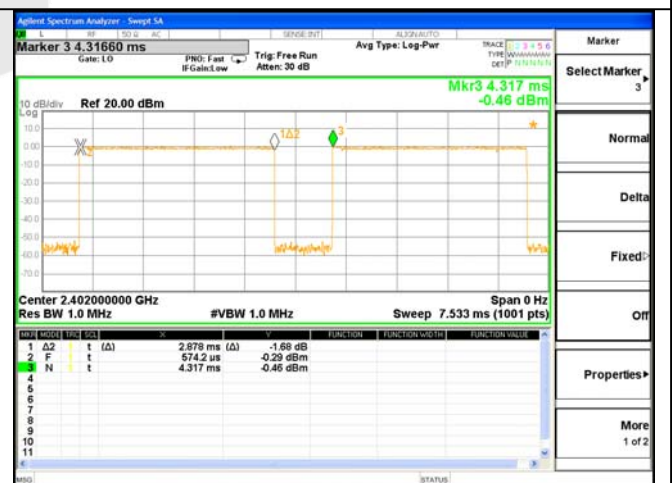 Agilent Spectrum Analyzer - Swept SA
L RF 50 Ω AC SENSE:INT ALIGNAUTO
Marker 3 4.31660 ms
Gate: LO
PNO: Fast
IFGain:Low
Trig: Free Run
Atten: 30 dB
Avg Type: Log-Pwr
TRACE 1 2 3 4 5 6
TYPE
DET P N N N N N
Mkr3 4.317 ms
-0.46 dBm
10 dB/div Ref 20.00 dBm
Log
10.0
0.00
-10.0
-20.0
-30.0
-40.0
-50.0
-60.0
-70.0
2
1Δ2
3
Center 2.402000000 GHz Span 0 Hz
Res BW 1.0 MHz #VBW 1.0 MHz Sweep 7.533 ms (1001 pts)
MKR MODE TRC SCL X Y FUNCTION FUNCTION WIDTH FUNCTION VALUE
1 Δ2 t (Δ) 2.878 ms (Δ) -1.68 dB
2 F t 574.2 µs -0.29 dBm
3 N t 4.317 ms -0.46 dBm
4
5
6
7
8
9
10
11
MSG STATUS
Marker
Select Marker
3
Normal
Delta
Fixed
Off
Properties
More
1 of 2